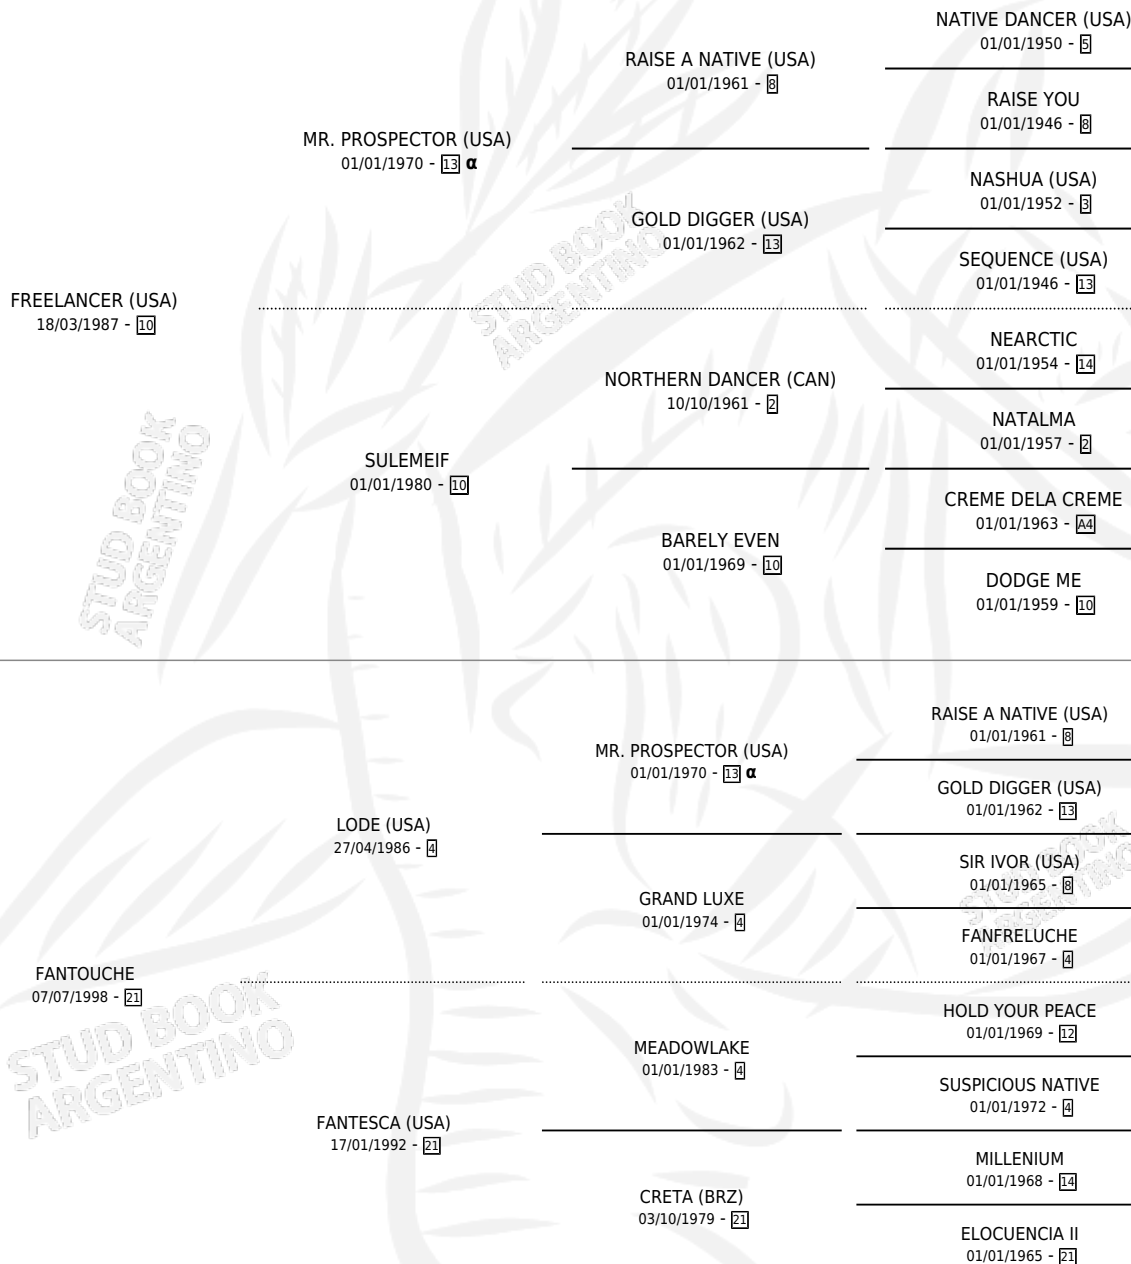 NATIVE DANCER (USA)
01/01/1950 - 5
RAISE A NATIVE (USA)
01/01/1961 - 8
RAISE YOU
01/01/1946 - 8
MR. PROSPECTOR (USA)
01/01/1970 - 13 α
NASHUA (USA)
01/01/1952 - 3
GOLD DIGGER (USA)
01/01/1962 - 13
SEQUENCE (USA)
01/01/1946 - 13
FREELANCER (USA)
18/03/1987 - 10
NEARCTIC
01/01/1954 - 14
NORTHERN DANCER (CAN)
10/10/1961 - 2
NATALMA
01/01/1957 - 2
SULEMEIF
01/01/1980 - 10
CREME DELA CREME
01/01/1963 - A4
BARELY EVEN
01/01/1969 - 10
DODGE ME
01/01/1959 - 10
RAISE A NATIVE (USA)
01/01/1961 - 8
MR. PROSPECTOR (USA)
01/01/1970 - 13 α
GOLD DIGGER (USA)
01/01/1962 - 13
LODE (USA)
27/04/1986 - 4
SIR IVOR (USA)
01/01/1965 - 8
GRAND LUXE
01/01/1974 - 4
FANFRELUCHE
01/01/1967 - 4
FANTOUCHE
07/07/1998 - 21
HOLD YOUR PEACE
01/01/1969 - 12
MEADOWLAKE
01/01/1983 - 4
SUSPICIOUS NATIVE
01/01/1972 - 4
FANTESCA (USA)
17/01/1992 - 21
MILLENIUM
01/01/1968 - 14
CRETA (BRZ)
03/10/1979 - 21
ELOCUENCIA II
01/01/1965 - 21
STUD BOOK
ARGENTINO
STUD BOOK
ARGENTINO
STUD BOOK
ARGENTINO
STUD BOOK
ARGENTINO